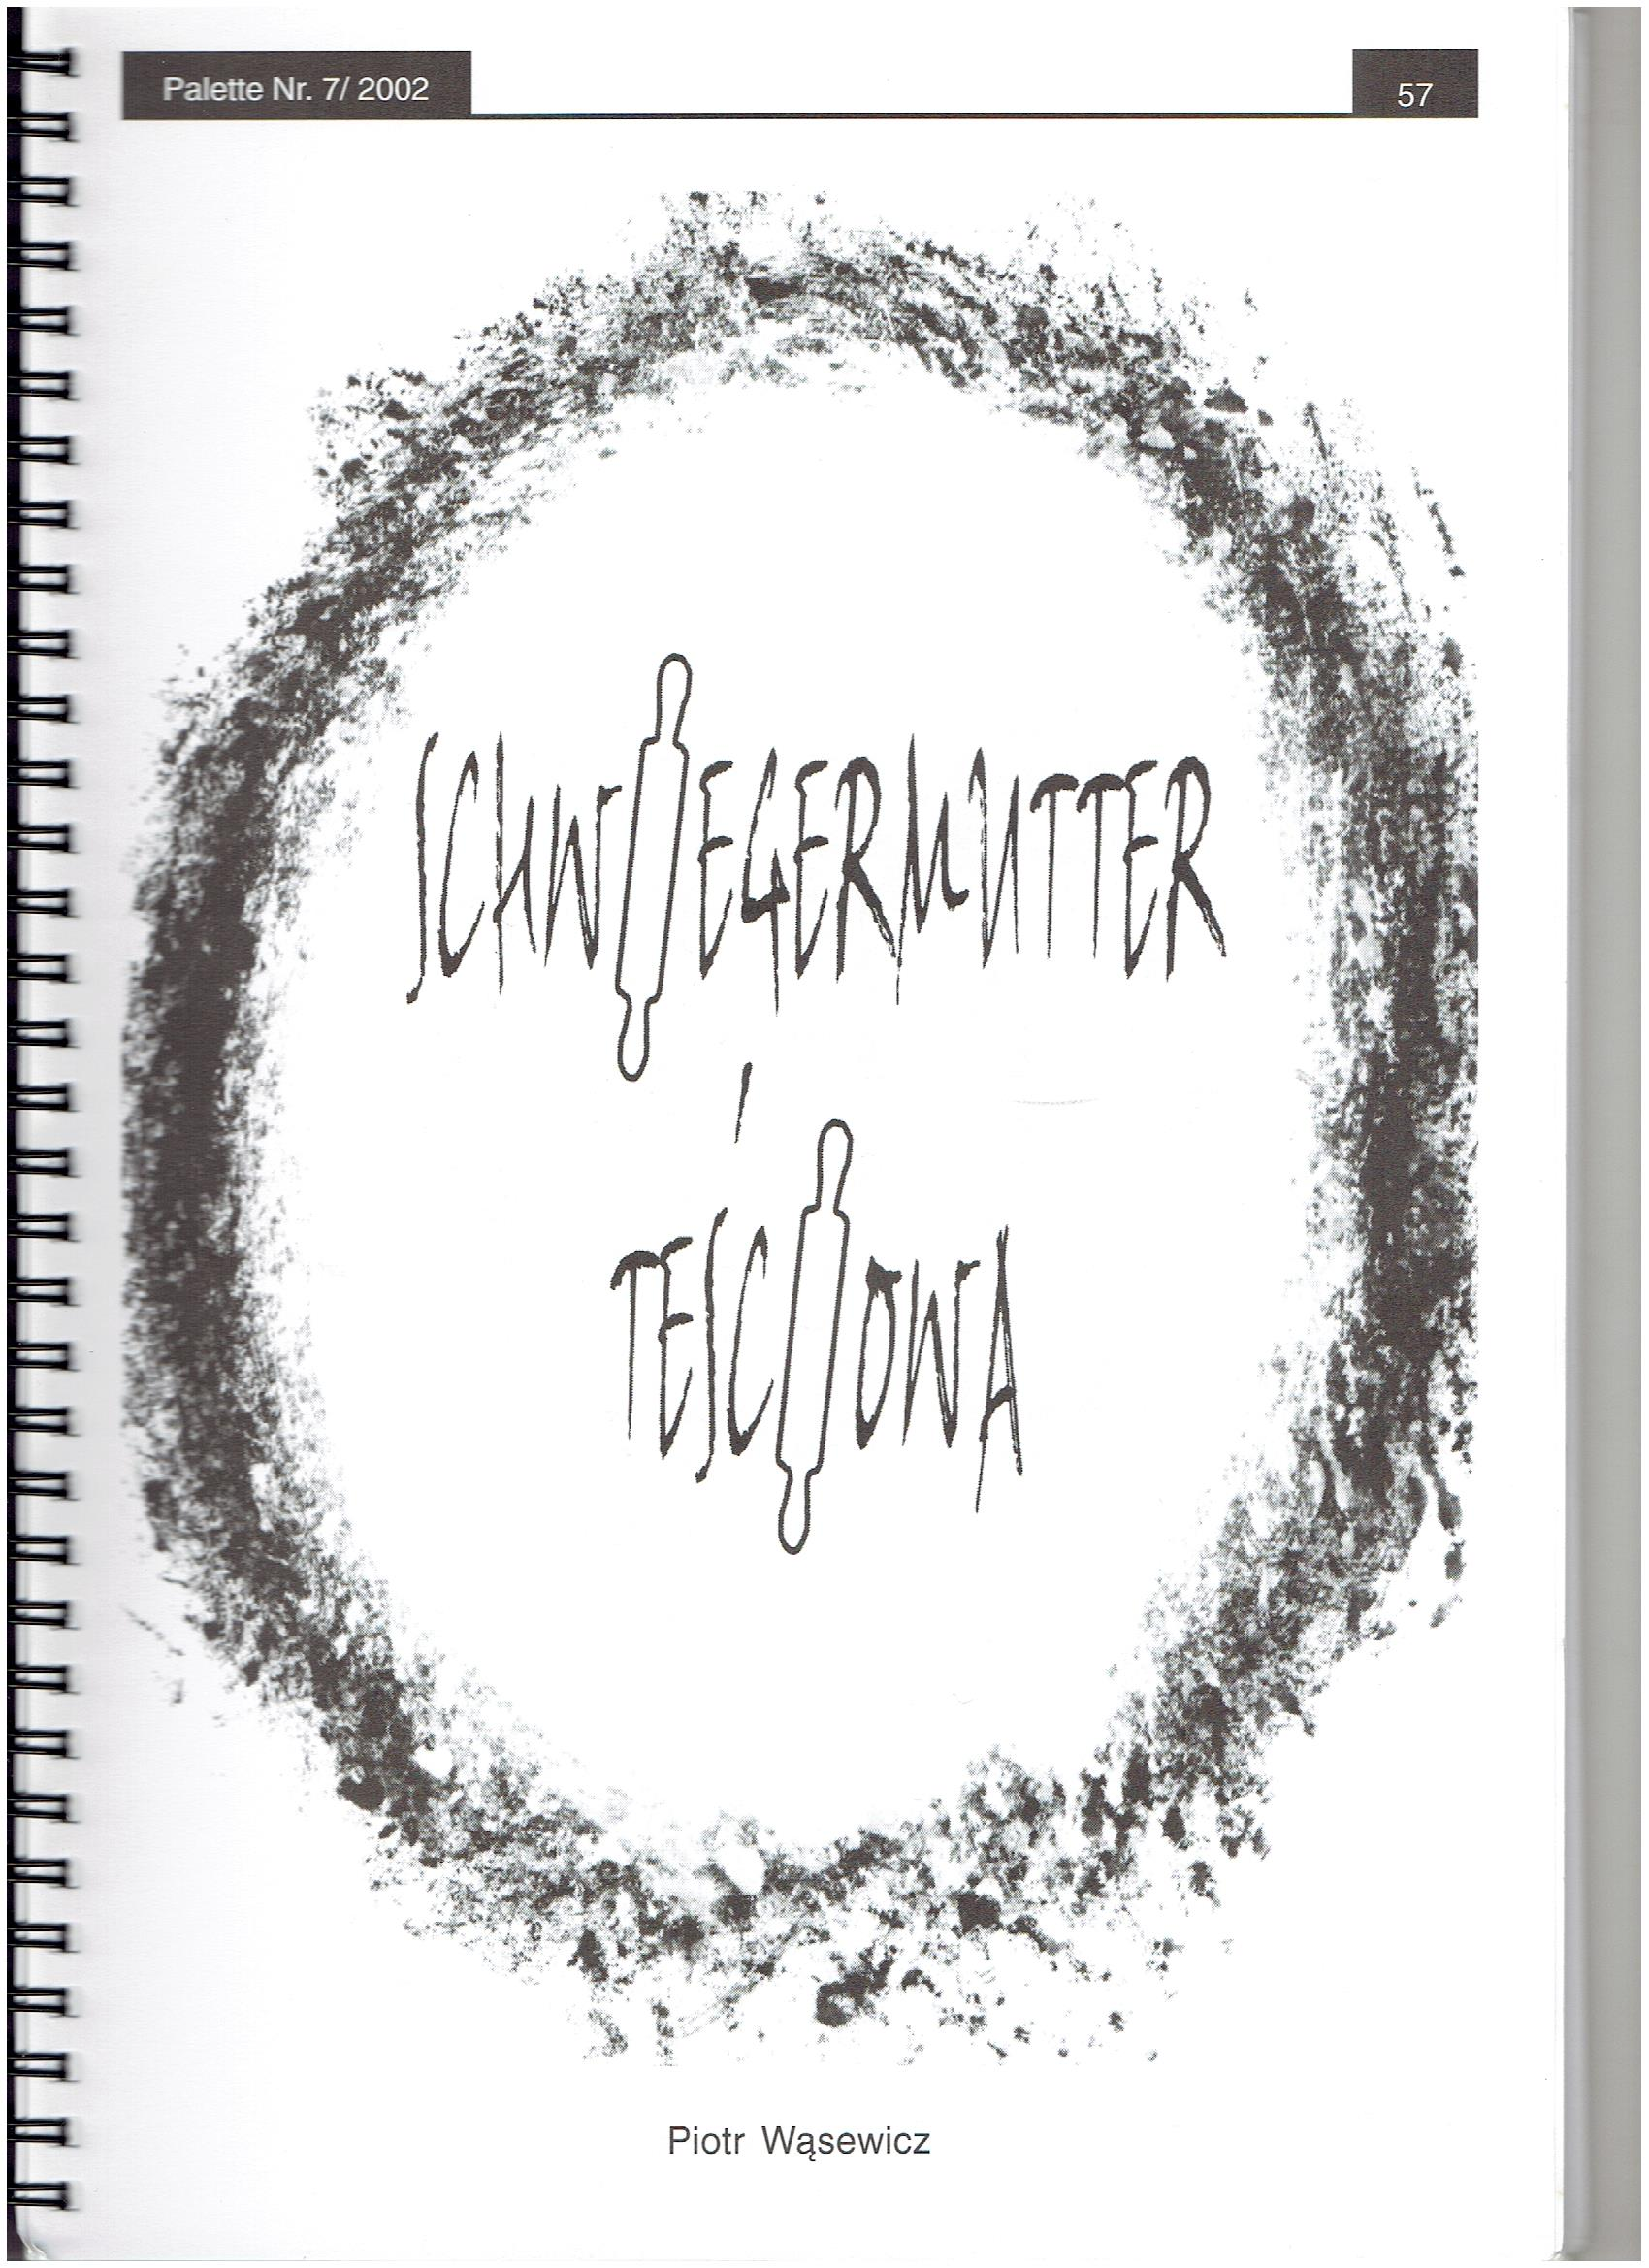 Palette Nr. 7/ 2002
57
SCHWIEGERMUTTER
TEŚCIOWA
Piotr Wąsewicz